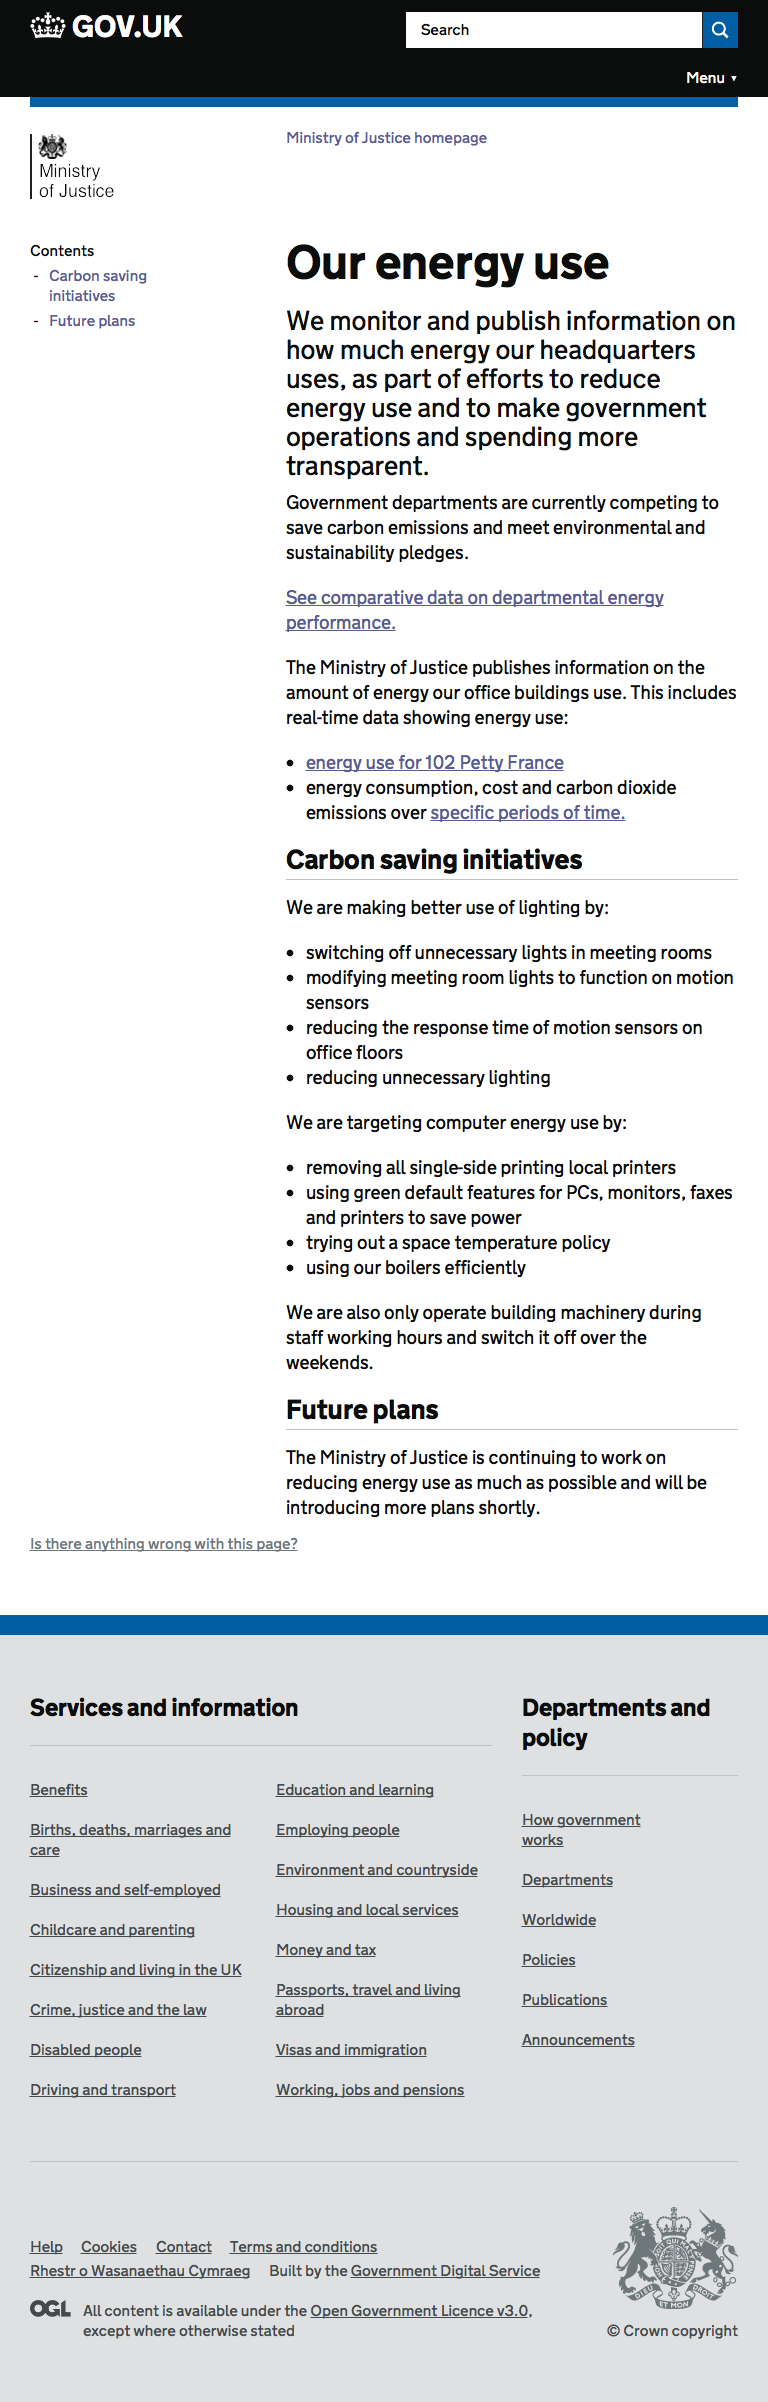 GOV.UK
Search
Menu ▼
Ministry of Justice homepage
Ministry
of Justice
Contents
- Carbon saving
initiatives
- Future plans
Our energy use
We monitor and publish information on
how much energy our headquarters
uses, as part of efforts to reduce
energy use and to make government
operations and spending more
transparent.
Government departments are currently competing to
save carbon emissions and meet environmental and
sustainability pledges.
See comparative data on departmental energy
performance.
The Ministry of Justice publishes information on the
amount of energy our office buildings use. This includes
real-time data showing energy use:
• energy use for 102 Petty France
• energy consumption, cost and carbon dioxide
emissions over specific periods of time.
Carbon saving initiatives
We are making better use of lighting by:
• switching off unnecessary lights in meeting rooms
• modifying meeting room lights to function on motion
sensors
• reducing the response time of motion sensors on
office floors
• reducing unnecessary lighting
We are targeting computer energy use by:
• removing all single-side printing local printers
• using green default features for PCs, monitors, faxes
and printers to save power
• trying out a space temperature policy
• using our boilers efficiently
We are also only operate building machinery during
staff working hours and switch it off over the
weekends.
Future plans
The Ministry of Justice is continuing to work on
reducing energy use as much as possible and will be
introducing more plans shortly.
Is there anything wrong with this page?
Services and information
Benefits
Births, deaths, marriages and
care
Business and self-employed
Childcare and parenting
Citizenship and living in the UK
Crime, justice and the law
Disabled people
Driving and transport
Education and learning
Employing people
Environment and countryside
Housing and local services
Money and tax
Passports, travel and living
abroad
Visas and immigration
Working, jobs and pensions
Departments and
policy
How government
works
Departments
Worldwide
Policies
Publications
Announcements
Help Cookies Contact Terms and conditions
Rhestr o Wasanaethau Cymraeg Built by the Government Digital Service
OGL All content is available under the Open Government Licence v3.0,
except where otherwise stated
DIEU ET MON DROIT
© Crown copyright